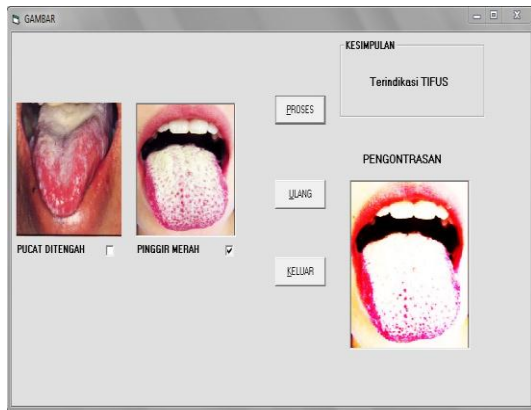 GAMBAR
KESIMPULAN
Terindikasi TIFUS
PROSES
PENGONTRASAN
ULANG
PUCAT DITENGAH
PINGGIR MERAH
KELUAR